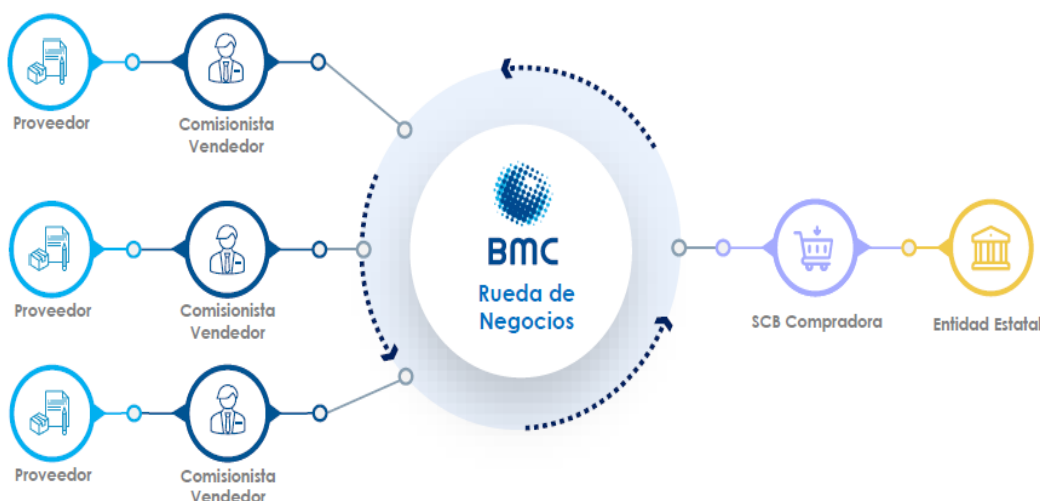 Proveedor
Comisionista
Vendedor
Proveedor
Comisionista
Vendedor
Proveedor
Comisionista
Vendedor
BMC
Rueda de
Negocios
SCB Compradora
Entidad Estatal